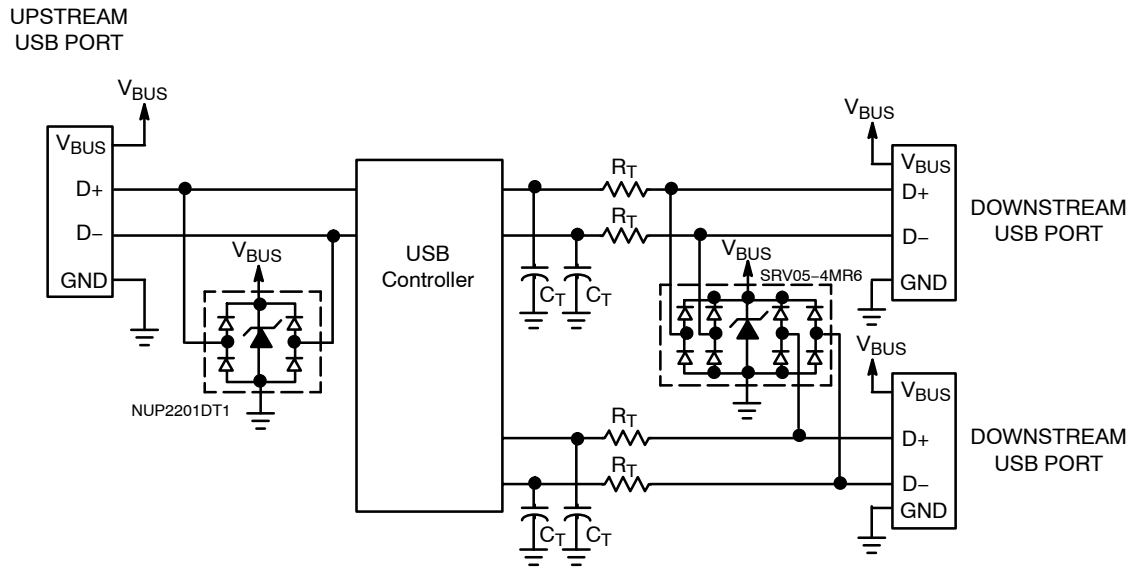 UPSTREAM
USB PORT
VBUS
VBUS
D+
D−
GND
VBUS
NUP2201DT1
USB
Controller
RT
RT
CT
CT
VBUS
SRV05−4MR6
RT
RT
CT
CT
VBUS
VBUS
D+
D−
GND
DOWNSTREAM
USB PORT
VBUS
VBUS
D+
D−
GND
DOWNSTREAM
USB PORT